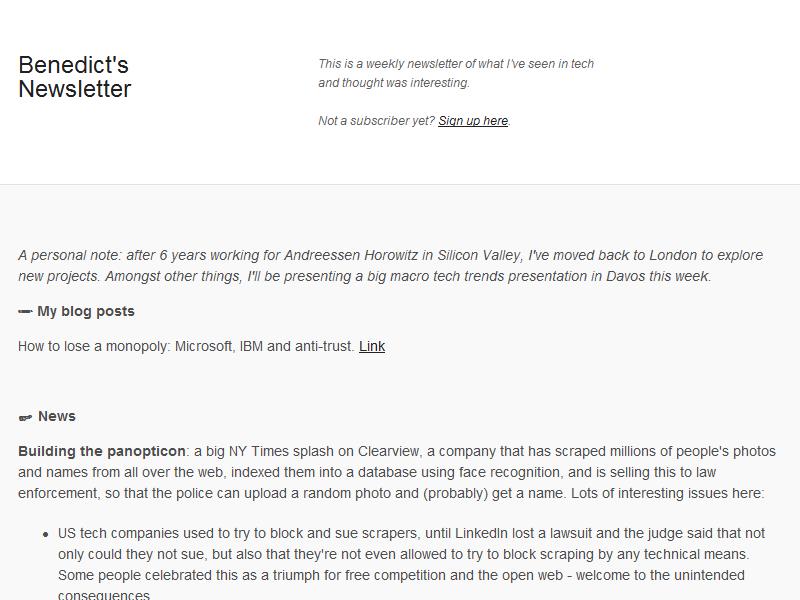 Benedict's
Newsletter
This is a weekly newsletter of what I've seen in tech
and thought was interesting.
Not a subscriber yet? Sign up here.
A personal note: after 6 years working for Andreessen Horowitz in Silicon Valley, I've moved back to London to explore
new projects. Amongst other things, I'll be presenting a big macro tech trends presentation in Davos this week.
My blog posts
How to lose a monopoly: Microsoft, IBM and anti-trust. Link
News
Building the panopticon: a big NY Times splash on Clearview, a company that has scraped millions of people's photos
and names from all over the web, indexed them into a database using face recognition, and is selling this to law
enforcement, so that the police can upload a random photo and (probably) get a name. Lots of interesting issues here:
• US tech companies used to try to block and sue scrapers, until LinkedIn lost a lawsuit and the judge said that not
only could they not sue, but also that they're not even allowed to try to block scraping by any technical means.
Some people celebrated this as a triumph for free competition and the open web - welcome to the unintended
consequences